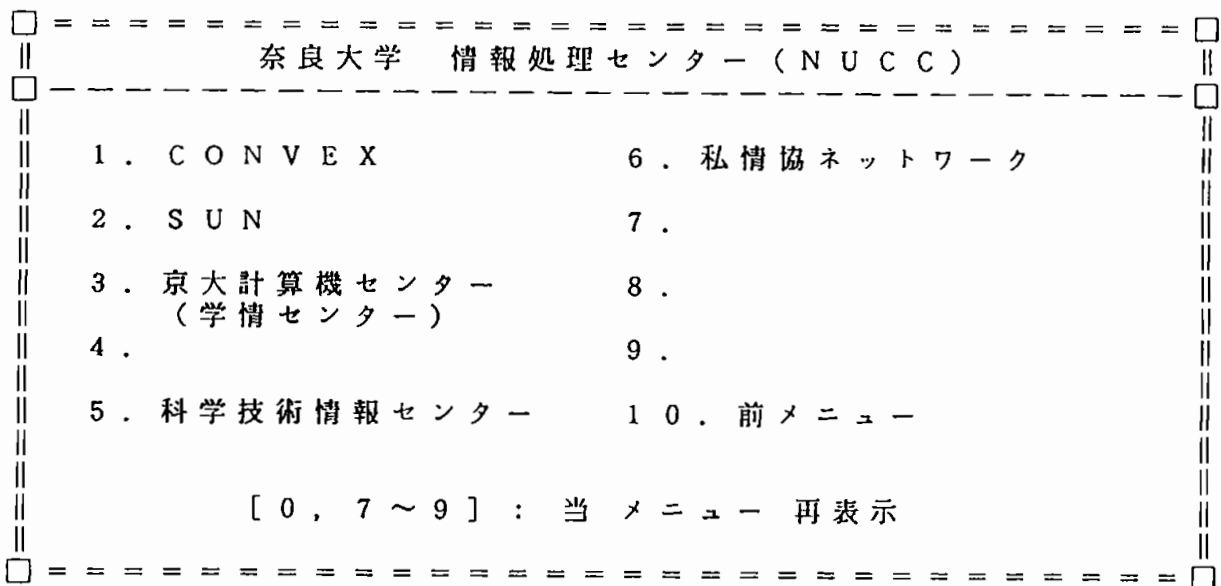 奈良大学 情報処理センター(NUCC)
1. CONVEX 6. 私情協ネットワーク
2. SUN 7.
3. 京大計算機センター 8.
(学情センター)
4. 9.
5. 科学技術情報センター 10. 前メニュー
[0, 7~9]: 当 メニュー 再表示